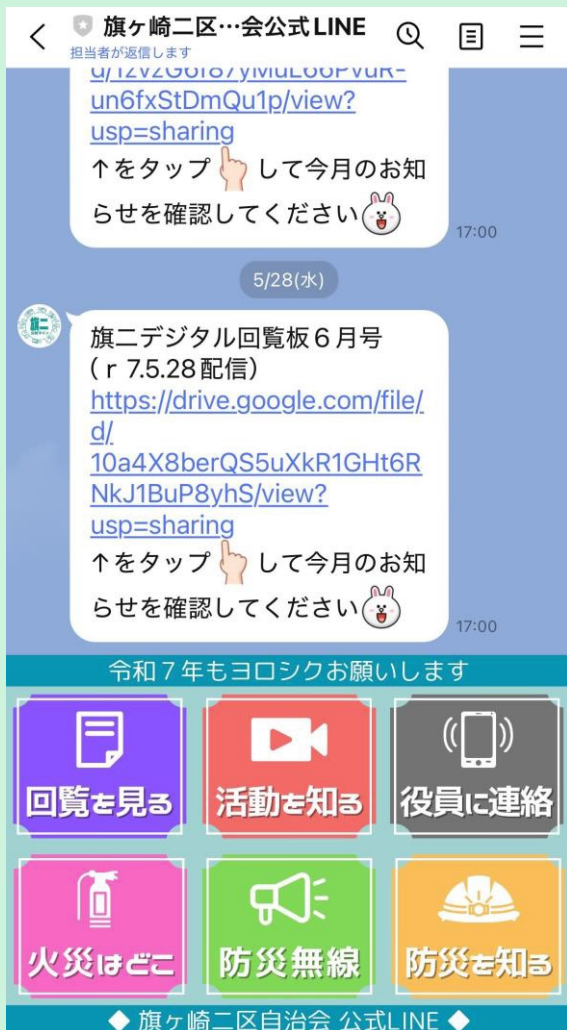 旗ヶ崎二区…会公式LINE
担当者が返信します
un6fxStDmQu1p/view?
usp=sharing
↑をタップ👆して今月のお知
らせを確認してください
17:00
5/28(水)
旗二
旗二デジタル回覧板6月号
(r 7.5.28配信)
https://drive.google.com/file/
d/
10a4X8berQS5uXkR1GHt6R
NkJ1BuP8yhS/view?
usp=sharing
↑をタップ👆して今月のお知
らせを確認してください
17:00
令和7年もヨロシクお願いします
回覧を見る
活動を知る
役員に連絡
火災はどこ
防災無線
防災を知る
◆ 旗ヶ崎二区自治会 公式LINE ◆